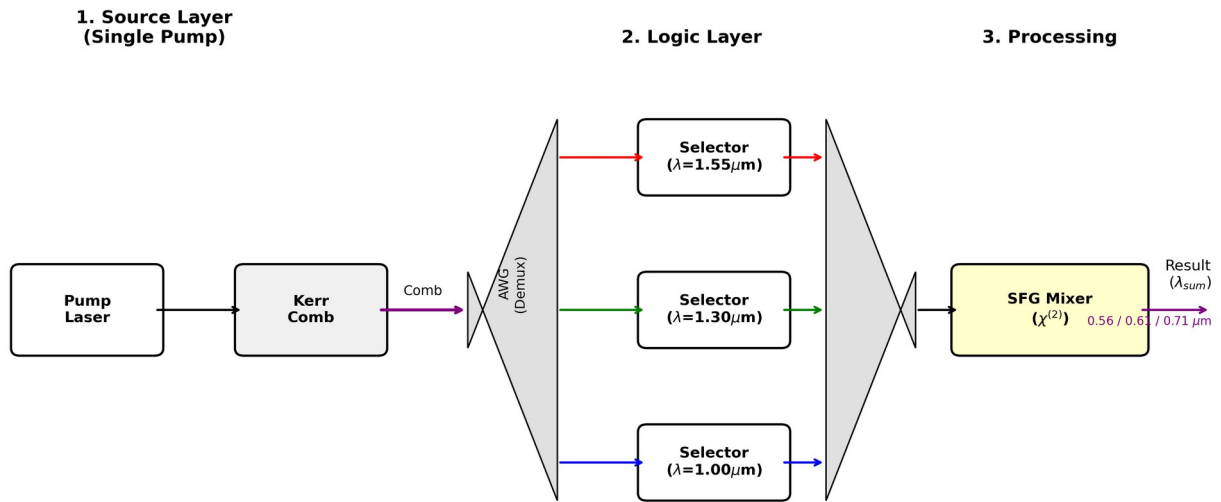 1. Source Layer
(Single Pump)
2. Logic Layer
3. Processing
Pump
Laser
Kerr
Comb
Comb
AWG
(Demux)
Selector
(λ=1.55μm)
Selector
(λ=1.30μm)
Selector
(λ=1.00μm)
SFG Mixer
(χ⁽²⁾)
Result
(λsum)
0.56 / 0.61 / 0.71 μm